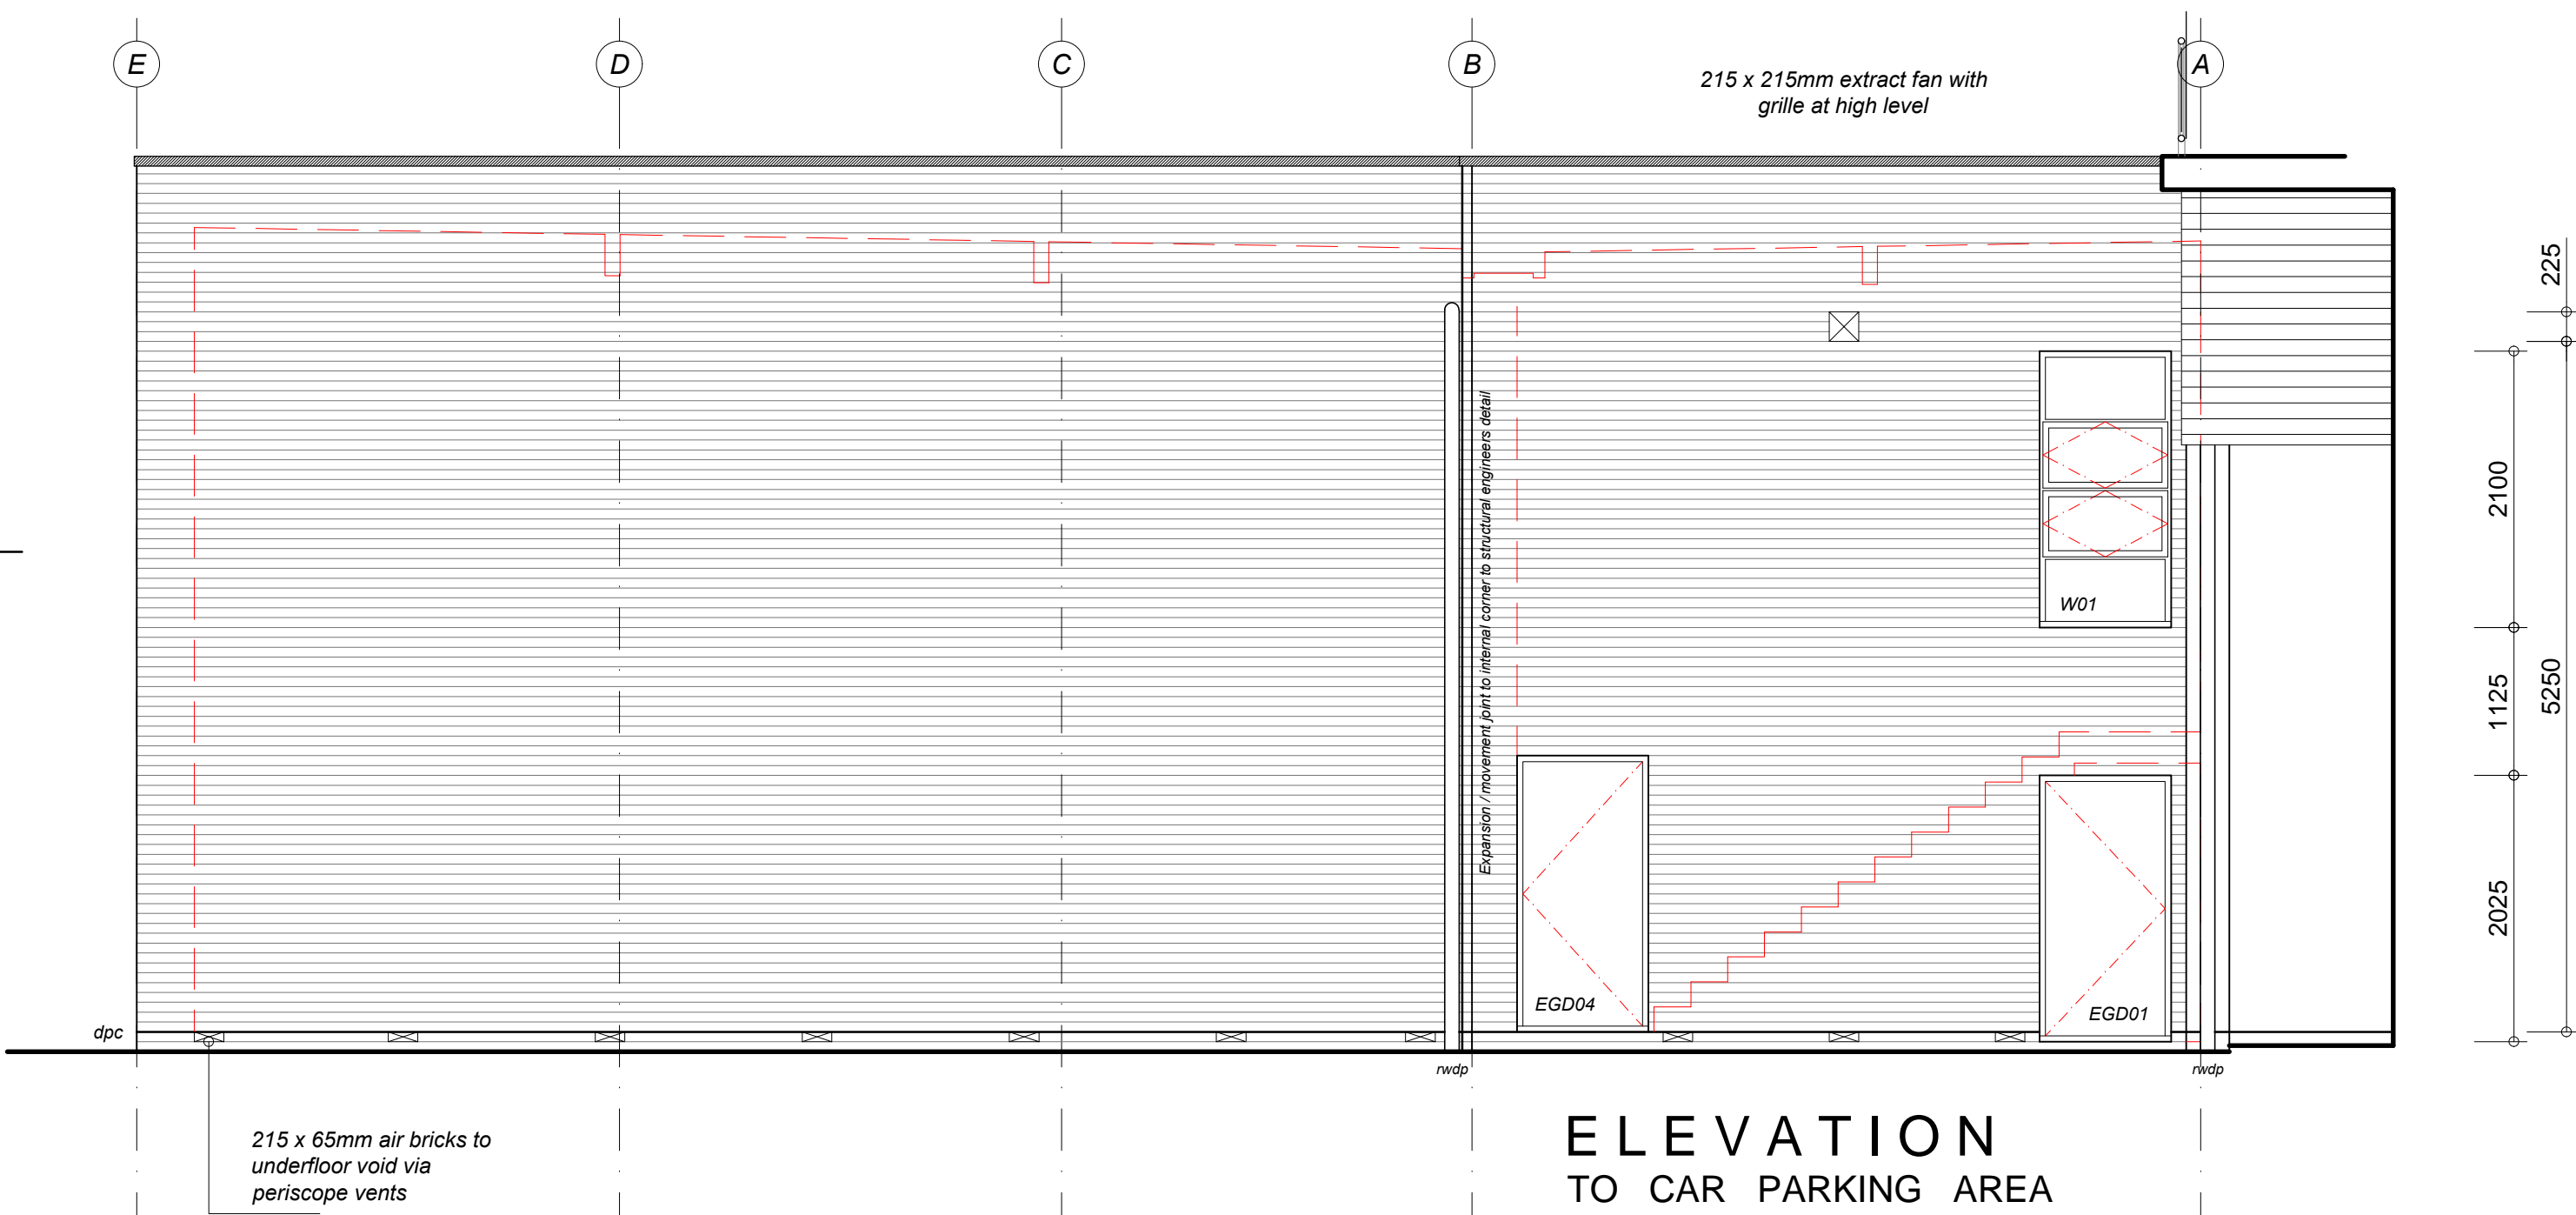 E
D
C
B
A
215 x 215mm extract fan with
grille at high level
225
2100
1125
5250
2025
Expansion / movement joint to internal corner to structural engineers detail
W01
EGD04
EGD01
dpc
rwdp
rwdp
215 x 65mm air bricks to
underfloor void via
periscope vents
ELEVATION
TO CAR PARKING AREA